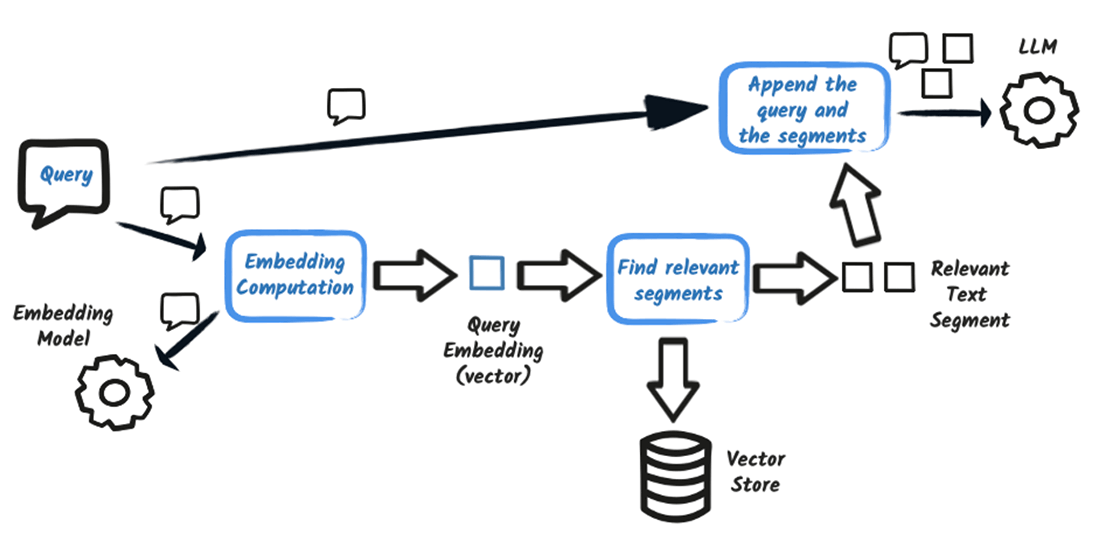 LLM
Append the
query and
the segments
Query
Embedding
Computation
Find relevant
segments
Relevant
Text
Segment
Embedding
Model
Query
Embedding
(vector)
Vector
Store